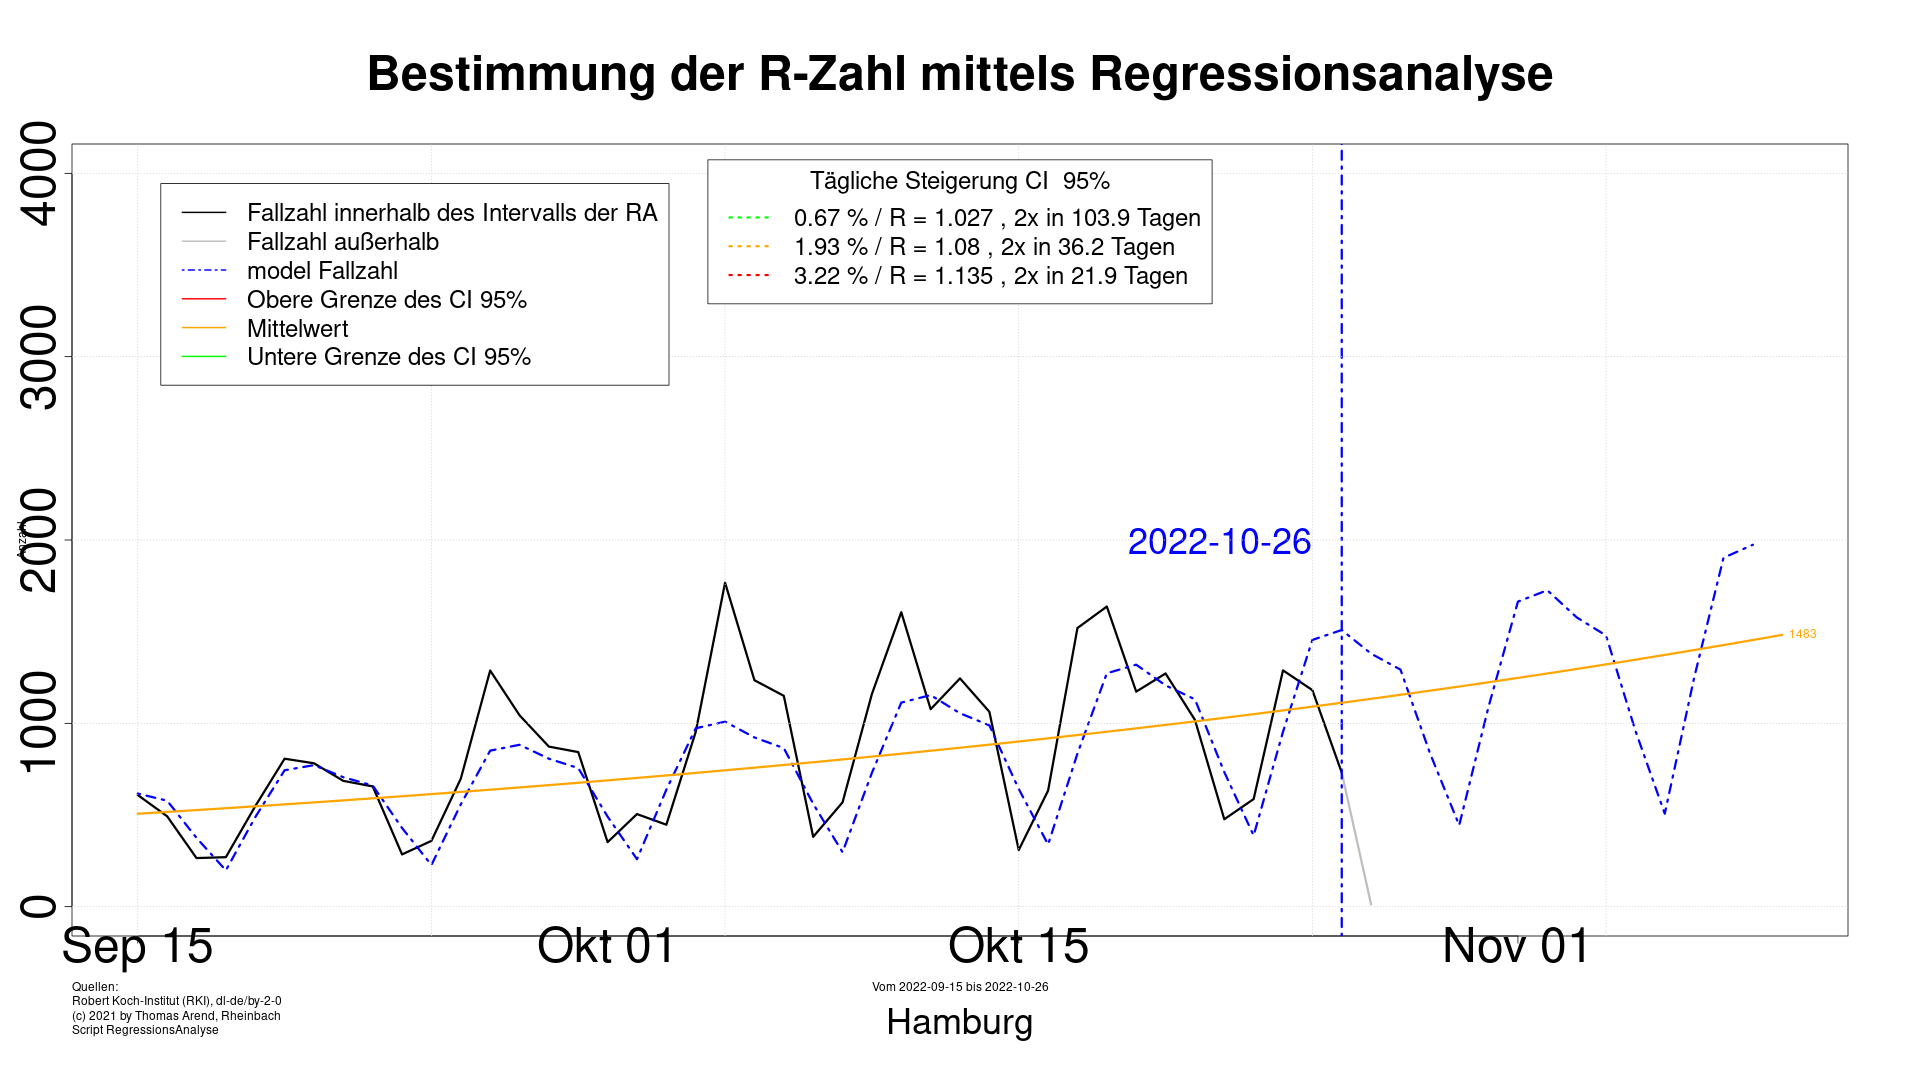 Bestimmung der R-Zahl mittels Regressionsanalyse
Anzahl
4000
3000
2000
1000
0
Fallzahl innerhalb des Intervalls der RA
Fallzahl außerhalb
model Fallzahl
Obere Grenze des CI 95%
Mittelwert
Untere Grenze des CI 95%
Tägliche Steigerung CI  95%
0.67 % / R = 1.027 , 2x in 103.9 Tagen
1.93 % / R = 1.08 , 2x in 36.2 Tagen
3.22 % / R = 1.135 , 2x in 21.9 Tagen
2022-10-26
1483
Sep 15
Okt 01
Okt 15
Nov 01
Quellen:
Robert Koch-Institut (RKI), dl-de/by-2-0
(c) 2021 by Thomas Arend, Rheinbach
Script RegressionsAnalyse
Vom 2022-09-15 bis 2022-10-26
Hamburg